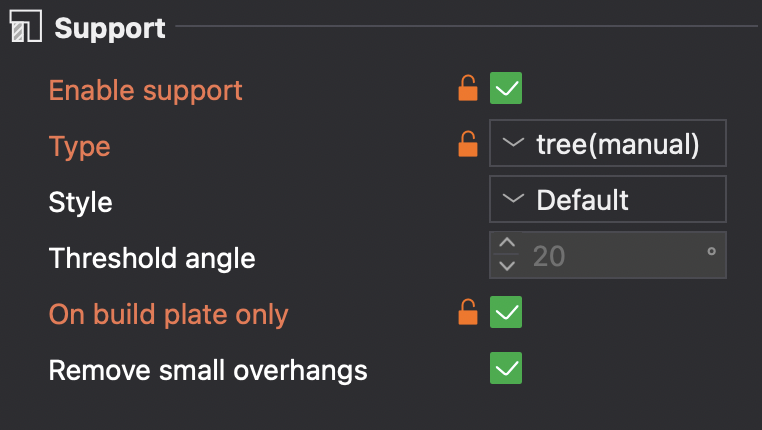 Support
Enable support
Type tree(manual)
Style Default
Threshold angle 20 °
On build plate only
Remove small overhangs